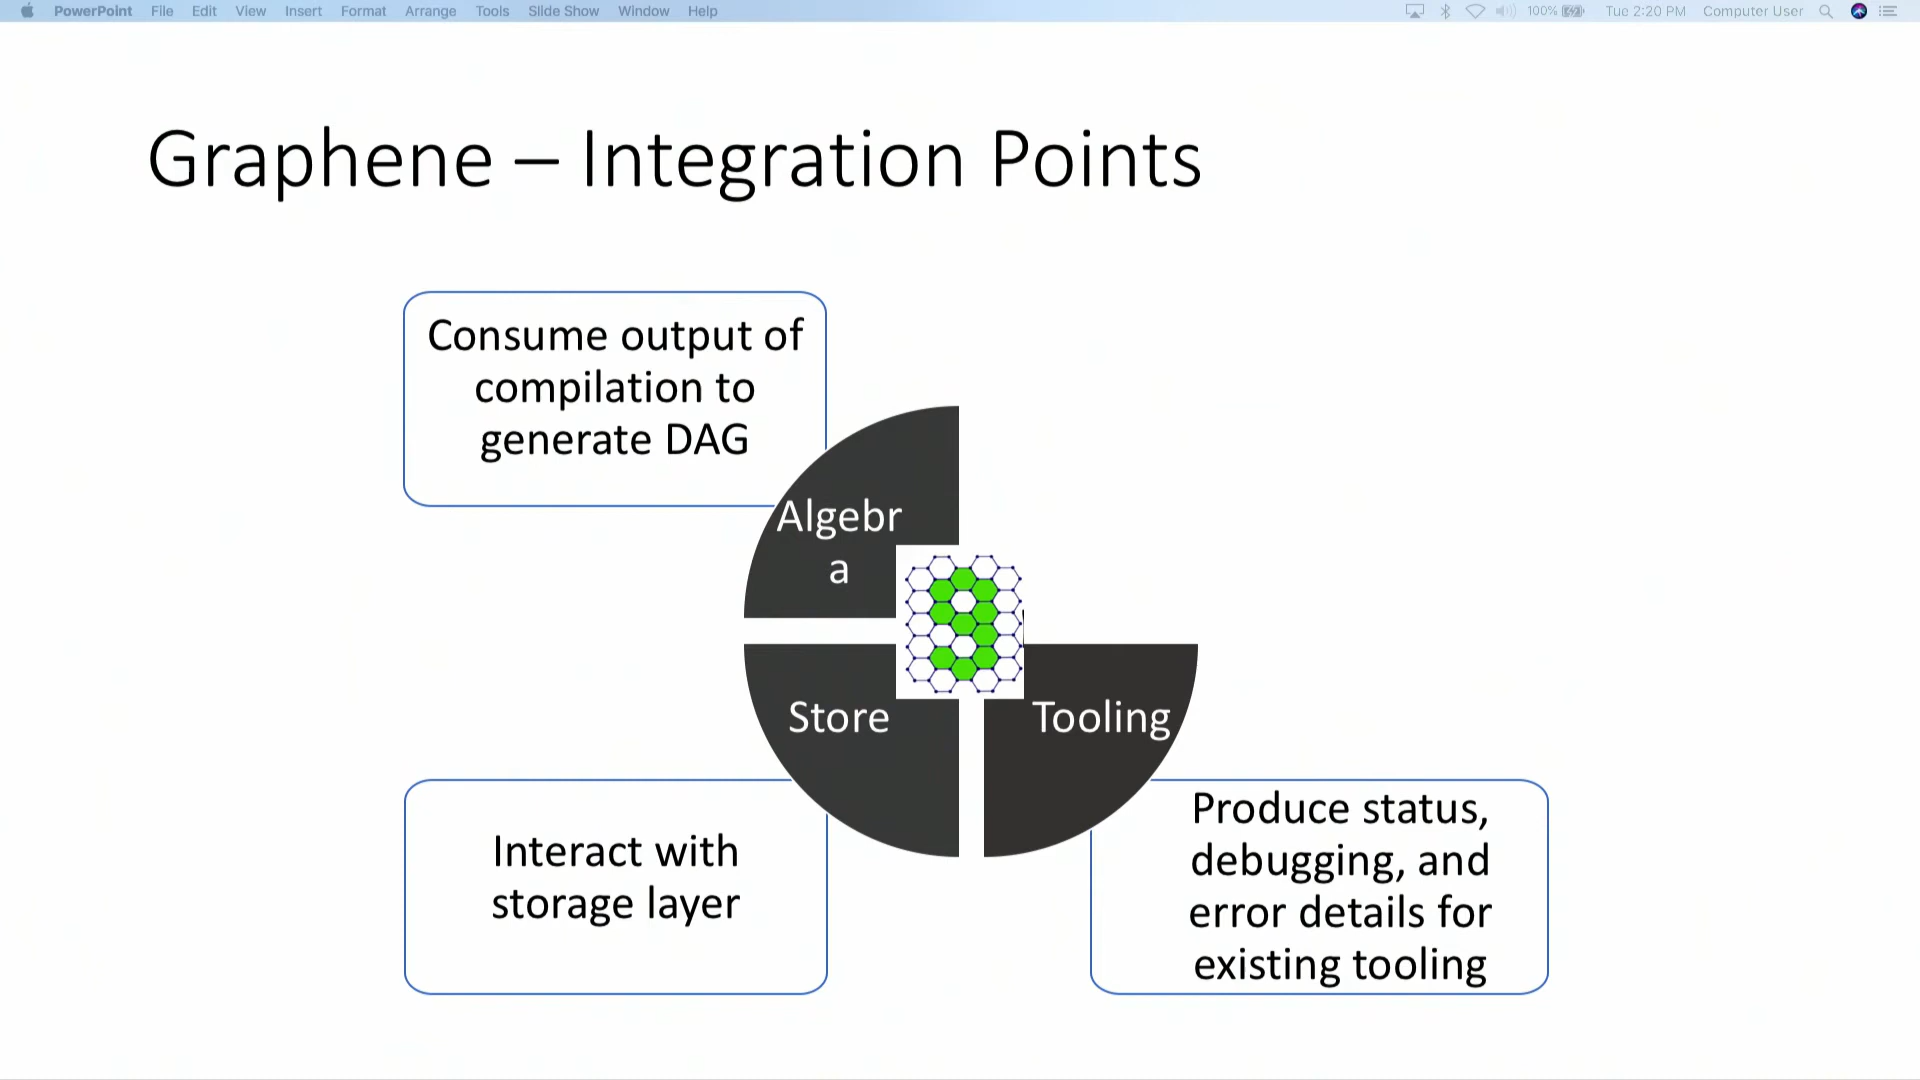 PowerPoint File Edit View Insert Format Arrange Tools Slide Show Window Help 100% Tue 2:20 PM Computer User
Graphene – Integration Points
Consume output of
compilation to
generate DAG
Algebr
a
Store
Tooling
Interact with
storage layer
Produce status,
debugging, and
error details for
existing tooling